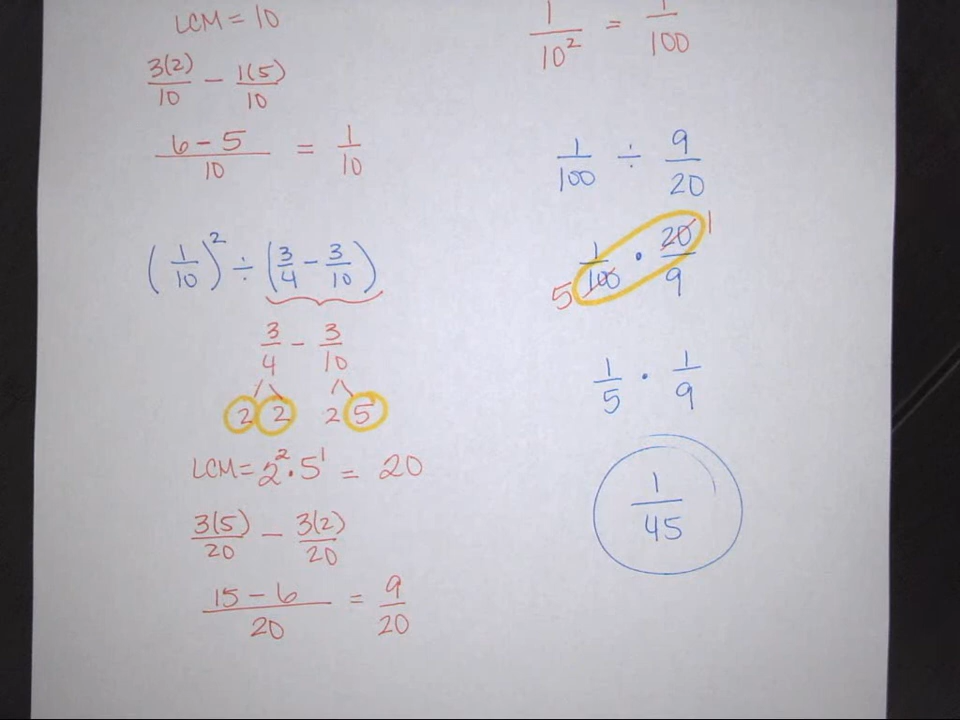 LCM = 10
3(2)/10 - 1(5)/10
6 - 5/10 = 1/10
(1/10)² ÷ (3/4 - 3/10)
3/4 - 3/10
2 2 2 5
LCM = 2² · 5¹ = 20
3(5)/20 - 3(2)/20
15 - 6/20 = 9/20
1/10² = 1/100
1/100 ÷ 9/20
1/100 · 20/9
5 1
1/5 · 1/9
1/45